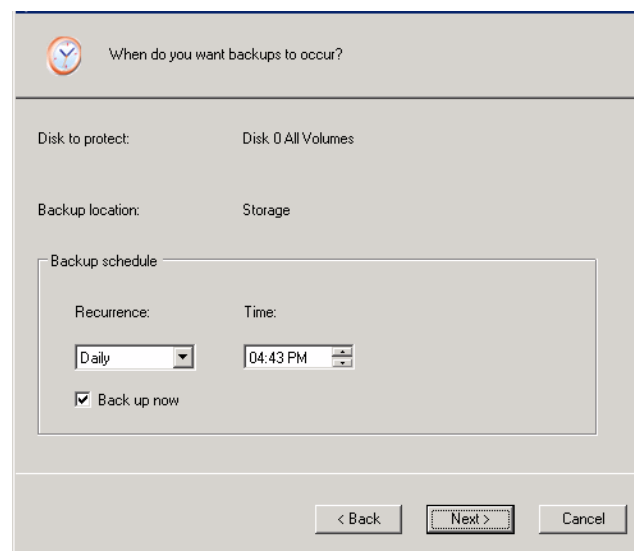 When do you want backups to occur?
Disk to protect: Disk 0 All Volumes
Backup location: Storage
Backup schedule
Recurrence: Time:
Daily 04:43 PM
Back up now
< Back Next > Cancel